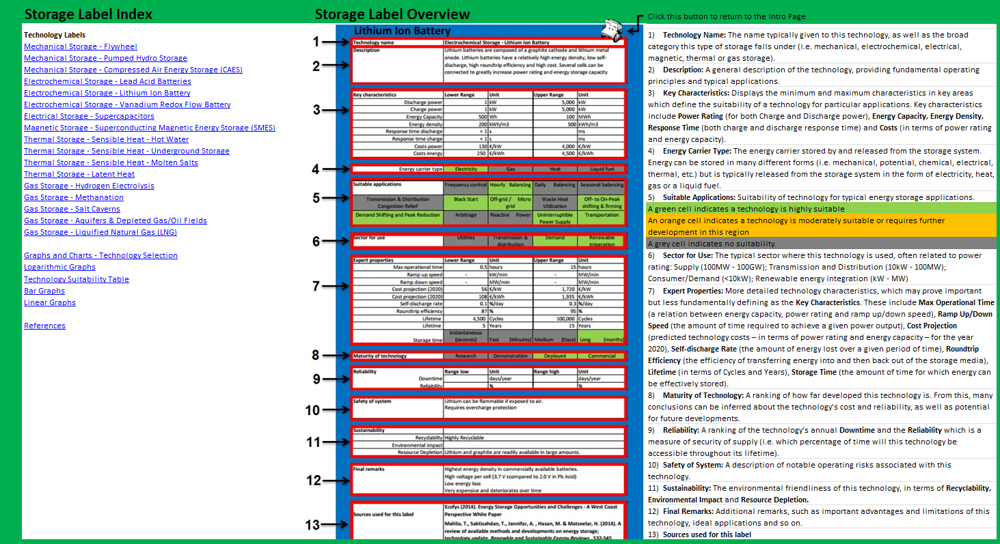 Storage Label Index
Technology Labels
Mechanical Storage - Flywheel
Mechanical Storage - Pumped Hydro Storage
Mechanical Storage - Compressed Air Energy Storage (CAES)
Electrochemical Storage - Lead Acid Batteries
Electrochemical Storage - Lithium Ion Battery
Electrochemical Storage - Vanadium Redox Flow Battery
Electrical Storage - Supercapacitors
Magnetic Storage - Superconducting Magnetic Energy Storage (SMES)
Thermal Storage - Sensible Heat - Hot Water
Thermal Storage - Sensible Heat - Underground Storage
Thermal Storage - Sensible Heat - Molten Salts
Thermal Storage - Latent Heat
Gas Storage - Hydrogen Electrolysis
Gas Storage - Methanation
Gas Storage - Salt Caverns
Gas Storage - Aquifers & Depleted Gas/Oil Fields
Gas Storage - Liquified Natural Gas (LNG)
Graphs and Charts - Technology Selection
Logarithmic Graphs
Technology Suitability Table
Bar Graphs
Linear Graphs
References
Storage Label Overview
Lithium Ion Battery
1 Technology name Electrochemical Storage - Lithium Ion Battery
2 Description Lithium batteries are composed of a graphite cathode and lithium metal
anode. Lithium batteries have a relatively high energy density, low self-
discharge, high roundtrip efficiency and high cost. Several cells can be
connected to greatly increase power rating and energy storage capacity
3 Key characteristics Lower Range Unit Upper Range Unit
Discharge power 1 kW 5,000 kW
Charge power 1 kW 5,000 kW
Energy Capacity 500 Wh 100 MWh
Energy density 200 kWh/m3 500 kWh/m3
Response time discharge < 1 s ms
Response time charge < 1 s ms
Costs power 130 €/kW 4,000 €/kW
Costs energy 250 €/kWh 4,500 €/kWh
4 Energy carrier type Electricity Gas Heat Liquid fuel
5 Suitable applications Frequency control Hourly Balancing Daily Balancing Seasonal balancing
Transmission & Distribution Congestion Relief Black Start Off-grid / Micro grid Waste Heat Utilization Off- to On-Peak shifting & firming
Demand Shifting and Peak Reduction Arbitrage Reactive Power Uninterruptible Power Supply Transportation
6 Sector for use Utilities Transmission & distribution Demand Renewable integration
7 Expert properties Lower Range Unit Upper Range Unit
Max operational time 0.5 hours 15 hours
Ramp up speed - kW/min - MW/min
Ramp down speed - MW/min - MW/min
Cost projection (2020) 56 €/kW 1,720 €/kW
Cost projection (2020) 108 €/kWh 1,935 €/kWh
Self-discharge rate 0.1 %/day 0.3 %/day
Roundtrip efficiency 87 % 95 %
Lifetime 4,500 Cycles 100,000 Cycles
Lifetime 5 Years 15 Years
Storage time Instantaneous (seconds) Fast (Minutes) Medium (Days) Long (months)
8 Maturity of technology Research Demonstration Deployed Commercial
9 Reliability Range low Unit Range high Unit
Downtime days/year days/year
Reliability % %
10 Safety of system Lithium can be flammable if exposed to air.
Requires overcharge protection
11 Sustainability
Recyclabilty Highly Recyclable
Environmental impact
Resource Depletion Lithium and graphite are readily available in large amounts.
12 Final remarks Highest energy density in commercially available batteries.
High voltage per cell (3.7 V ccompared to 2.0 V in Pb Acid)
Low energy loss
Very expensive and deteriorates over time
13 Sources used for this label Ecofys (2014). Energy Storage Opportunities and Challenges - A West Coast
Perspective White Paper
Mahlia, T., Saktisahdan, T., Jannifar, A. , Hasan, M. & Matseelar, H. (2014). A
review of available methods and developments on energy storage;
technology update. Renewble and Sustainable Energy Reviews , 532-545
Click this button to return to the Intro Page
1) Technology Name: The name typically given to this technology, as well as the broad
category this type of storage falls under (i.e. mechanical, electrochemical, electrical,
magnetic, thermal or gas storage).
2) Description: A general description of the technology, providing fundamental operating
principles and typical applications.
3) Key Characteristics: Displays the minimum and maximum characteristics in key areas
which define the suitability of a technology for particular applications. Key characteristics
include Power Rating (for both Charge and Discharge power), Energy Capacity, Energy Density,
Response Time (both charge and discharge response time) and Costs (in terms of power rating
and energy capacity).
4) Energy Carrier Type: The energy carrier stored by and released from the storage system.
Energy can be stored in many different forms (i.e. mechanical, potential, chemical, electrical,
thermal, etc.) but is typically released from the storage system in the form of electricity, heat,
gas or a liquid fuel.
5) Suitable Applications: Suitability of technology for typical energy storage applications.
A green cell indicates a technology is highly suitable
An orange cell indicates a technology is moderately suitable or requires further
development in this region
A grey cell indicates no suitability.
6) Sector for Use: The typical sector where this technology is used, often related to power
rating: Supply (100MW - 100GW); Transmission and Distribution (10kW - 100MW);
Consumer/Demand (<10kW); Renewable energy integration (kW - MW)
7) Expert Properties: More detailed technology characteristics, which may prove important
but less fundamentally defining as the Key Characteristics. These include Max Operational Time
(a relation between energy capacity, power rating and ramp up/down speed), Ramp Up/Down
Speed (the amount of time required to achieve a given power output), Cost Projection
(predicted technology costs – in terms of power rating and energy capacity – for the year
2020), Self-discharge Rate (the amount of energy lost over a given period of time), Roundtrip
Efficiency (the efficiency of transferring energy into and then back out of the storage media),
Lifetime (in terms of Cycles and Years), Storage Time (the amount of time for which energy can
be effectively stored).
8) Maturity of Technology: A ranking of how far developed this technology is. From this, many
conclusions can be inferred about the technology's cost and reliability, as well as potential
for future developments.
9) Reliability: A ranking of the technology's annual Downtime and the Reliability which is a
measure of security of supply (i.e. which percentage of time will this technology be
accessible throughout its lifetime).
10) Safety of System: A description of notable operating risks associated with this
technology.
11) Sustainability: The environmental friendliness of this technology, in terms of Recyclability,
Environmental Impact and Resource Depletion.
12) Final Remarks: Additional remarks, such as important advantages and limitations of this
technology, ideal applications and so on.
13) Sources used for this label